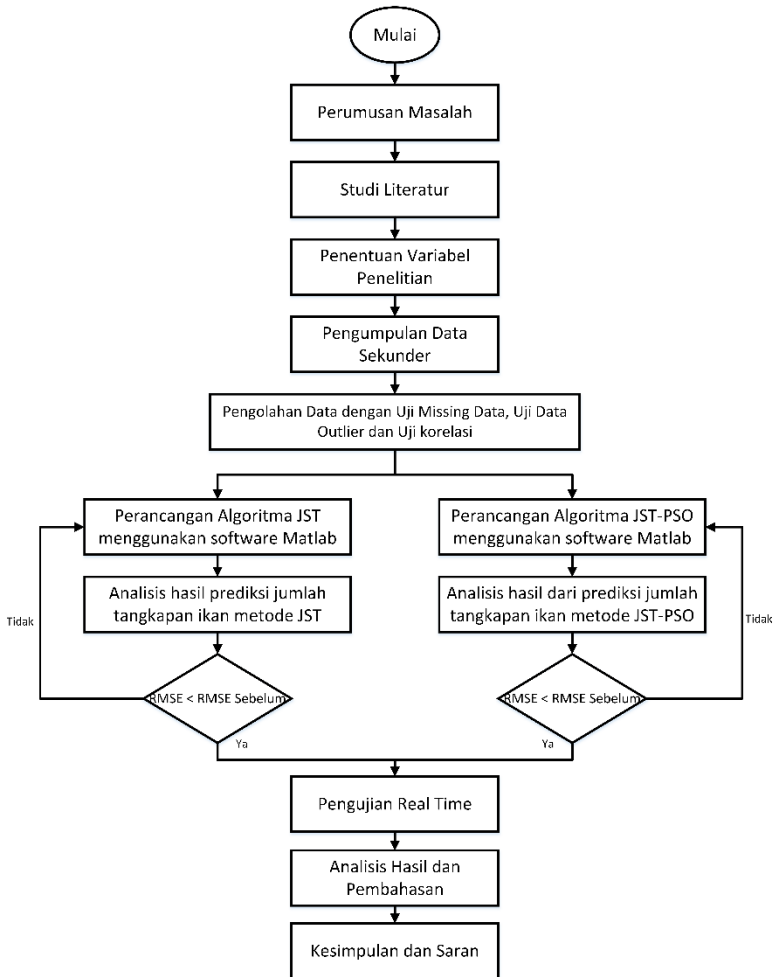 Mulai
Perumusan Masalah
Studi Literatur
Penentuan Variabel
Penelitian
Pengumpulan Data
Sekunder
Pengolahan Data dengan Uji Missing Data, Uji Data
Outlier dan Uji korelasi
Perancangan Algoritma JST
menggunakan software Matlab
Perancangan Algoritma JST-PSO
menggunakan software Matlab
Analisis hasil prediksi jumlah
tangkapan ikan metode JST
Analisis hasil dari prediksi jumlah
tangkapan ikan metode JST-PSO
Tidak
Tidak
RMSE < RMSE Sebelum
RMSE < RMSE Sebelum
Ya
Ya
Pengujian Real Time
Analisis Hasil dan
Pembahasan
Kesimpulan dan Saran